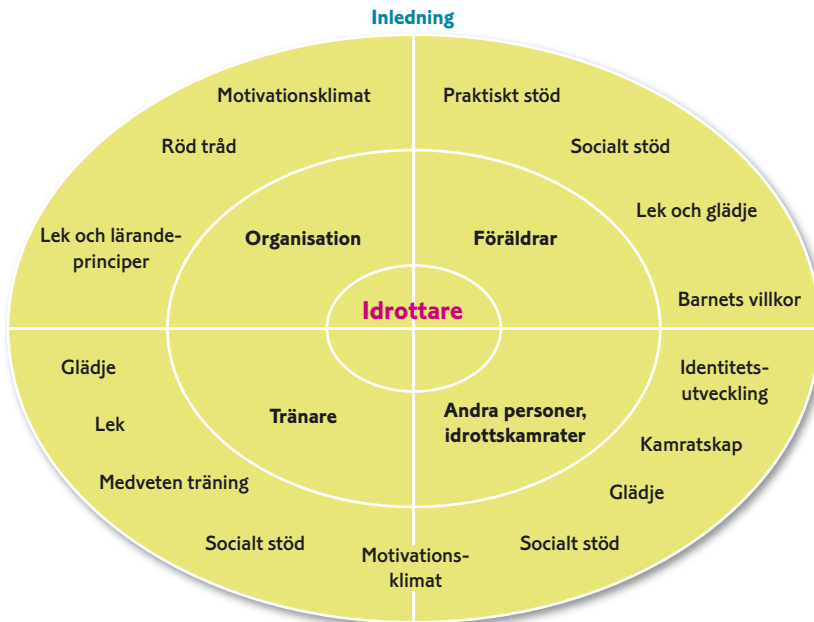 Inledning
Motivationsklimat
Praktiskt stöd
Röd tråd
Socialt stöd
Lek och lärande-
principer
Organisation
Föräldrar
Lek och glädje
Barnets villkor
Idrottare
Glädje
Lek
Medveten träning
Socialt stöd
Tränare
Andra personer,
idrottskamrater
Identitets-
utveckling
Kamratskap
Glädje
Socialt stöd
Motivations-
klimat